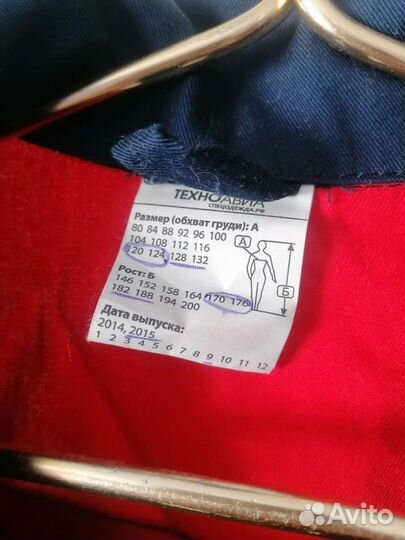 ТЕХНОАВИА
СПЕЦОДЕЖДА.РФ
Размер (обхват груди): А
80 84 88 92 96 100
104 108 112 116
120 124 128 132
Рост: Б
146 152 158 164 170 176
182 188 194 200
Дата выпуска:
2014, 2015
1 2 3 4 5 6 7 8 9 10 11 12
А
Б
Avito